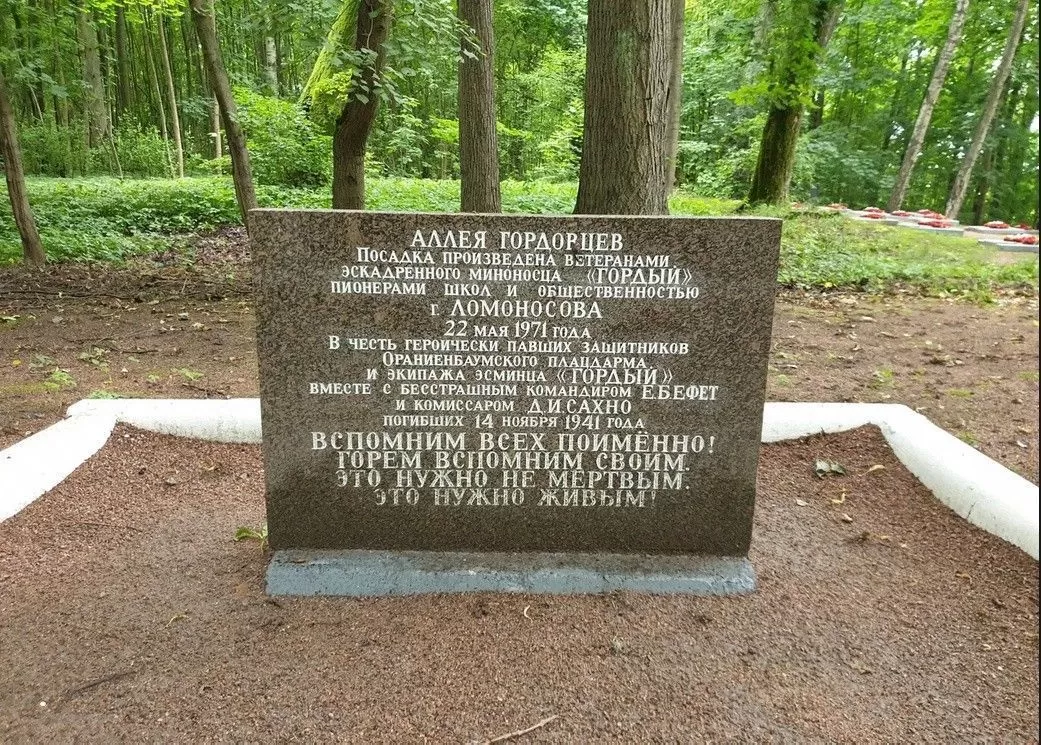 АЛЛЕЯ ГОРДОРЦЕВ
ПОСАДКА ПРОИЗВЕДЕНА ВЕТЕРАНАМИ
ЭСКАДРЕННОГО МИНОНОСЦА «ГОРДЫЙ»
ПИОНЕРАМИ ШКОЛ И ОБЩЕСТВЕННОСТЬЮ
г. ЛОМОНОСОВА
22 МАЯ 1971 ГОДА
В ЧЕСТЬ ГЕРОИЧЕСКИ ПАВШИХ ЗАЩИТНИКОВ
ОРАНИЕНБАУМСКОГО ПЛАЦДАРМА
И ЭКИПАЖА ЭСМИНЦА «ГОРДЫЙ»
ВМЕСТЕ С БЕССТРАШНЫМ КОМАНДИРОМ Е.Б.ЕФЕТ
И КОМИССАРОМ Д.И.САХНО
ПОГИБШИХ 14 НОЯБРЯ 1941 ГОДА
ВСПОМНИМ ВСЕХ ПОИМЁННО!
ГОРЕМ ВСПОМНИМ СВОИМ.
ЭТО НУЖНО НЕ МЁРТВЫМ.
ЭТО НУЖНО ЖИВЫМ!